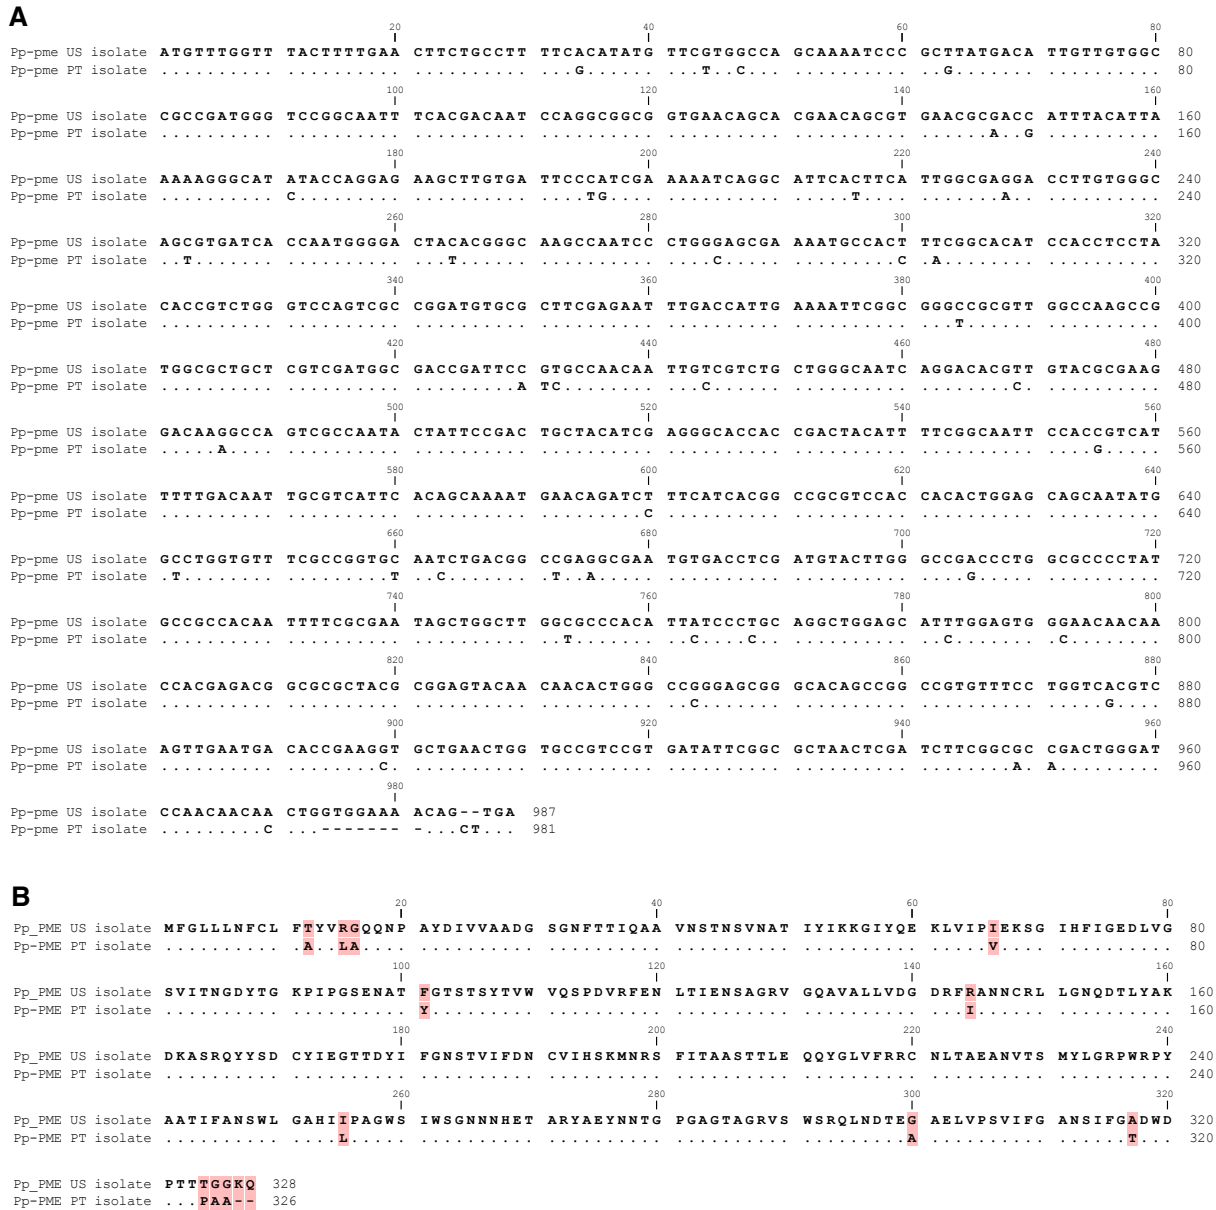 A
20 40 60 80
Pp-pme US isolate ATGTTTGGTT TACTTTTGAA CTTCTGCCTT TTCACATATG TTCGTGGCCA GCAAAATCCC GCTTATGACA TTGTTGTGGC 80
Pp-pme PT isolate .......... .......... .......... ....G..... ....T..C.. .......... ...G...... .......... 80
100 120 140 160
Pp-pme US isolate CGCCGATGGG TCCGGCAATT TCACGACAAT CCAGGCGGCG GTGAACAGCA CGAACAGCGT GAACGCGACC ATTTACATTA 160
Pp-pme PT isolate .......... .......... .......... .......... .......... .......... ......A..G .......... 160
180 200 220 240
Pp-pme US isolate AAAAGGGCAT ATACCAGGAG AAGCTTGTGA TTCCCATCGA AAAATCAGGC ATTCACTTCA TTGGCGAGGA CCTTGTGGGC 240
Pp-pme PT isolate .......... C......... .......... .....TG... .......... .....T.... .......A.. .......... 240
260 280 300 320
Pp-pme US isolate AGCGTGATCA CCAATGGGGA CTACACGGGC AAGCCAATCC CTGGGAGCGA AAATGCCACT TTCGGCACAT CCACCTCCTA 320
Pp-pme PT isolate ..T....... .......... ...T...... .......... ....C..... .........C ..A....... .......... 320
340 360 380 400
Pp-pme US isolate CACCGTCTGG GTCCAGTCGC CGGATGTGCG CTTCGAGAAT TTGACCATTG AAAATTCGGC GGGCCGCGTT GGCCAAGCCG 400
Pp-pme PT isolate .......... .......... .......... .......... .......... .......... ....T..... .......... 400
420 440 460 480
Pp-pme US isolate TGGCGCTGCT CGTCGATGGC GACCGATTCC GTGCCAACAA TTGTCGTCTG CTGGGCAATC AGGACACGTT GTACGCGAAG 480
Pp-pme PT isolate .......... .......... ........A. TC........ ...C...... .......... ........C. .......... 480
500 520 540 560
Pp-pme US isolate GACAAGGCCA GTCGCCAATA CTATTCCGAC TGCTACATCG AGGGCACCAC CGACTACATT TTCGGCAATT CCACCGTCAT 560
Pp-pme PT isolate .....A.... .......... .......... .......... .......... .......... .......... ....G..... 560
580 600 620 640
Pp-pme US isolate TTTTGACAAT TGCGTCATTC ACAGCAAAAT GAACAGATCT TTCATCACGG CCGCGTCCAC CACACTGGAG CAGCAATATG 640
Pp-pme PT isolate .......... .......... .......... .........C .......... .......... .......... .......... 640
660 680 700 720
Pp-pme US isolate GCCTGGTGTT TCGCCGGTGC AATCTGACGG CCGAGGCGAA TGTGACCTCG ATGTACTTGG GCCGACCCTG GCGCCCCTAT 720
Pp-pme PT isolate .T........ .........T ...C...... ..T..A.... .......... .......... .....G.... .......... 720
740 760 780 800
Pp-pme US isolate GCCGCCACAA TTTTCGCGAA TAGCTGGCTT GGCGCCCACA TTATCCCTGC AGGCTGGAGC ATTTGGAGTG GGAACAACAA 800
Pp-pme PT isolate .......... .......... .......... ...T...... ..C....C.. .......... ...C...... .C........ 800
820 840 860 880
Pp-pme US isolate CCACGAGACG GCGCGCTACG CGGAGTACAA CAACACTGGG CCGGGAGCGG GCACAGCCGG CCGTGTTTCC TGGTCACGTC 880
Pp-pme PT isolate .......... .......... .......... .......... ..C....... .......... .......... .....G.... 880
900 920 940 960
Pp-pme US isolate AGTTGAATGA CACCGAAGGT GCTGAACTGG TGCCGTCCGT GATATTCGGC GCTAACTCGA TCTTCGGCGC CGACTGGGAT 960
Pp-pme PT isolate .......... ........C. .......... .......... .......... .......... ........A. A......... 960
980
Pp-pme US isolate CCAACAACAA CTGGTGGAAA ACAG--TGA 987
Pp-pme PT isolate .........C ...------- -...CT... 981
B
20 40 60 80
Pp_PME US isolate MFGLLLNFCL FTYVRGQQNP AYDIVVAADG SGNFTTIQAA VNSTNSVNAT IYIKKGIYQE KLVIPIEKSG IHFIGEDLVG 80
Pp-PME PT isolate .......... .A..LA.... .......... .......... .......... .......... ......V... .......... 80
100 120 140 160
Pp_PME US isolate SVITNGDYTG KPIPGSENAT FGTSTSYTVW VQSPDVRFEN LTIENSAGRV GQAVALLVDG DRFRANNCRL LGNQDTLYAK 160
Pp-PME PT isolate .......... .......... Y......... .......... .......... .......... ....I..... .......... 160
180 200 220 240
Pp_PME US isolate DKASRQYYSD CYIEGTTDYI FGNSTVIFDN CVIHSKMNRS FITAASTTLE QQYGLVFRRC NLTAEANVTS MYLGRPWRPY 240
Pp-PME PT isolate .......... .......... .......... .......... .......... .......... .......... .......... 240
260 280 300 320
Pp_PME US isolate AATIFANSWL GAHIIPAGWS IWSGNNNHET ARYAEYNNTG PGAGTAGRVS WSRQLNDTEG AELVPSVIFG ANSIFGADWD 320
Pp-PME PT isolate .......... .....L.... .......... .......... .......... .........A .......... .......T.. 320
Pp_PME US isolate PTTTGGKQ 328
Pp-PME PT isolate ...PAA-- 326